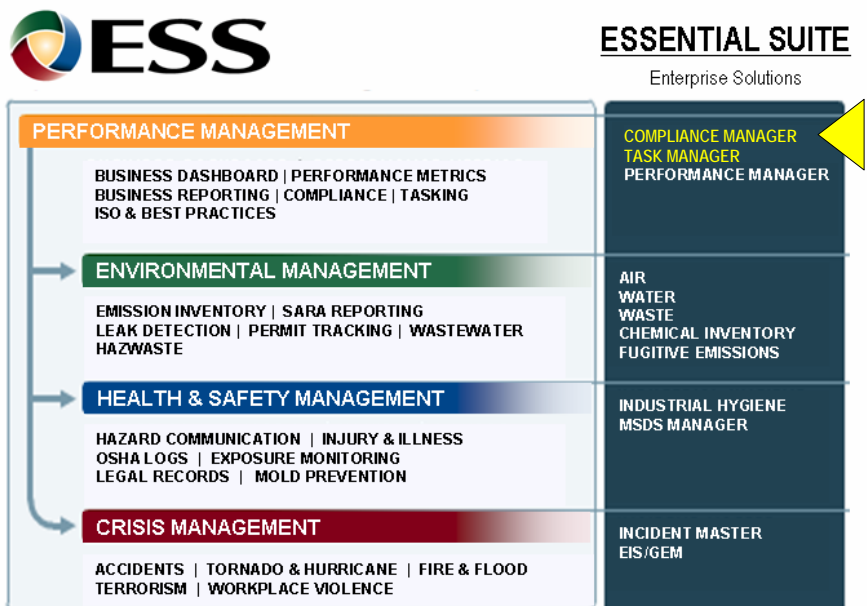 ESS
ESSENTIAL SUITE
Enterprise Solutions
PERFORMANCE MANAGEMENT
BUSINESS DASHBOARD | PERFORMANCE METRICS
BUSINESS REPORTING | COMPLIANCE | TASKING
ISO & BEST PRACTICES
COMPLIANCE MANAGER
TASK MANAGER
PERFORMANCE MANAGER
ENVIRONMENTAL MANAGEMENT
EMISSION INVENTORY | SARA REPORTING
LEAK DETECTION | PERMIT TRACKING | WASTEWATER
HAZWASTE
AIR
WATER
WASTE
CHEMICAL INVENTORY
FUGITIVE EMISSIONS
HEALTH & SAFETY MANAGEMENT
HAZARD COMMUNICATION | INJURY & ILLNESS
OSHA LOGS | EXPOSURE MONITORING
LEGAL RECORDS | MOLD PREVENTION
INDUSTRIAL HYGIENE
MSDS MANAGER
CRISIS MANAGEMENT
ACCIDENTS | TORNADO & HURRICANE | FIRE & FLOOD
TERRORISM | WORKPLACE VIOLENCE
INCIDENT MASTER
EIS/GEM